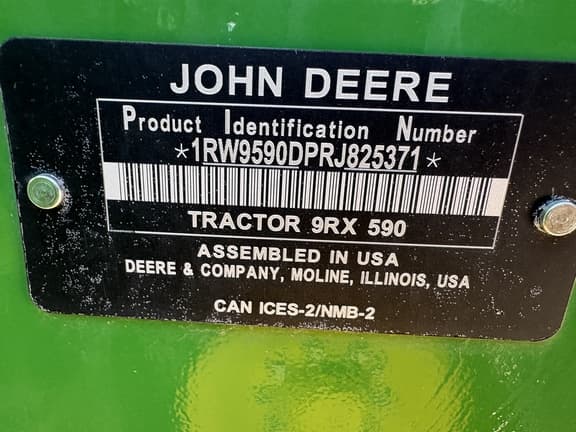 JOHN DEERE
Product Identification Number
*1RW9590DPRJ825371*
TRACTOR 9RX 590
ASSEMBLED IN USA
DEERE & COMPANY, MOLINE, ILLINOIS, USA
CAN ICES-2/NMB-2